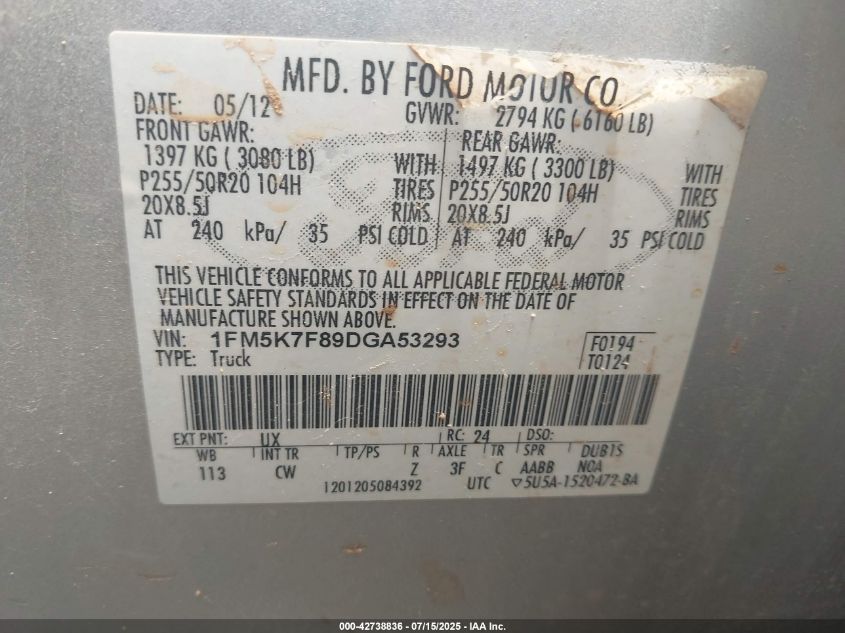 MFD. BY FORD MOTOR CO.
DATE: 05/12 GVWR: 2794 KG ( 6160 LB)
FRONT GAWR: REAR GAWR:
1397 KG ( 3080 LB) WITH 1497 KG ( 3300 LB) WITH
P255/50R20 104H TIRES P255/50R20 104H TIRES
20X8.5J RIMS 20X8.5J RIMS
AT 240 kPa/ 35 PSI COLD AT 240 kPa/ 35 PSI COLD
THIS VEHICLE CONFORMS TO ALL APPLICABLE FEDERAL MOTOR
VEHICLE SAFETY STANDARDS IN EFFECT ON THE DATE OF
MANUFACTURE SHOWN ABOVE.
VIN: 1FM5K7F89DGA53293 F0194
TYPE: Truck T0124
EXT PNT: UX RC: 24 DSO:
WB INT TR TP/PS R AXLE TR SPR DUB1S
113 CW Z 3F C AABB NOA
1201205084392 UTC ▽5U5A-1520472-BA
000-42738836 - 07/15/2025 - IAA Inc.